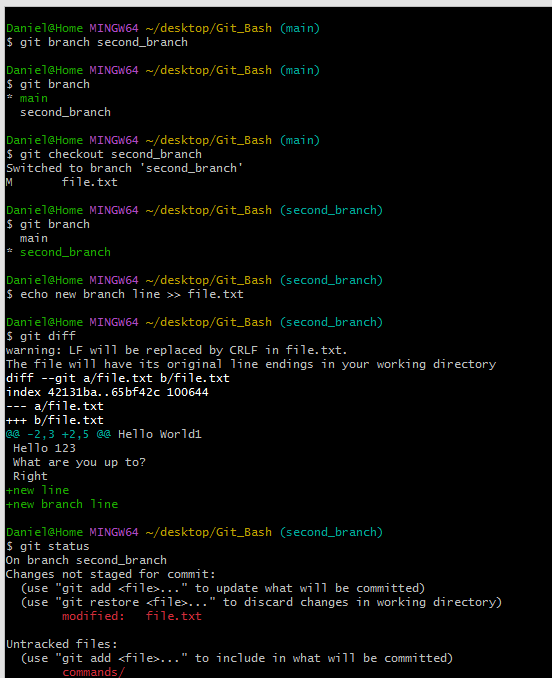 Daniel@Home MINGW64 ~/desktop/Git_Bash (main)
$ git branch second_branch
Daniel@Home MINGW64 ~/desktop/Git_Bash (main)
$ git branch
* main
  second_branch
Daniel@Home MINGW64 ~/desktop/Git_Bash (main)
$ git checkout second_branch
Switched to branch 'second_branch'
M       file.txt
Daniel@Home MINGW64 ~/desktop/Git_Bash (second_branch)
$ git branch
  main
* second_branch
Daniel@Home MINGW64 ~/desktop/Git_Bash (second_branch)
$ echo new branch line >> file.txt
Daniel@Home MINGW64 ~/desktop/Git_Bash (second_branch)
$ git diff
warning: LF will be replaced by CRLF in file.txt.
The file will have its original line endings in your working directory
diff --git a/file.txt b/file.txt
index 42131ba..65bf42c 100644
--- a/file.txt
+++ b/file.txt
@@ -2,3 +2,5 @@ Hello World1
 Hello 123
 What are you up to?
 Right
+new line
+new branch line
Daniel@Home MINGW64 ~/desktop/Git_Bash (second_branch)
$ git status
On branch second_branch
Changes not staged for commit:
  (use "git add <file>..." to update what will be committed)
  (use "git restore <file>..." to discard changes in working directory)
        modified:   file.txt
Untracked files:
  (use "git add <file>..." to include in what will be committed)
        commands/